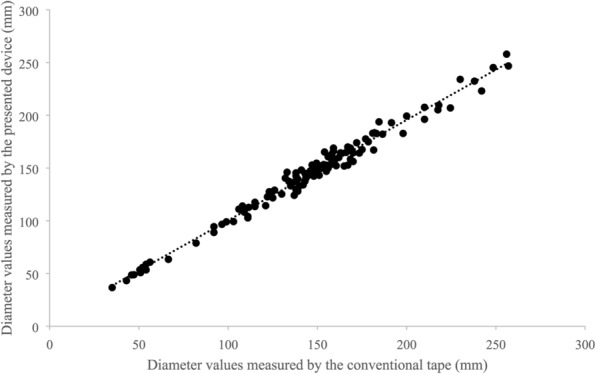 Diameter values measured by the presented device (mm)
300
250
200
150
100
50
0
0 50 100 150 200 250 300
Diameter values measured by the conventional tape (mm)